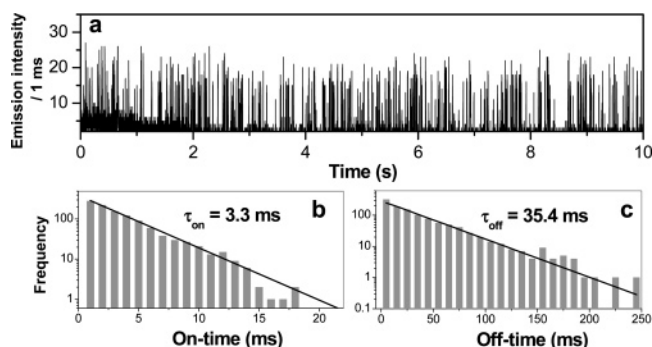 a
Emission intensity
/ 1 ms
30
20
10
0 2 4 6 8 10
Time (s)
b
τon = 3.3 ms
Frequency
100
10
1
0 5 10 15 20
On-time (ms)
c
τoff = 35.4 ms
100
10
1
0.1
0 50 100 150 200 250
Off-time (ms)